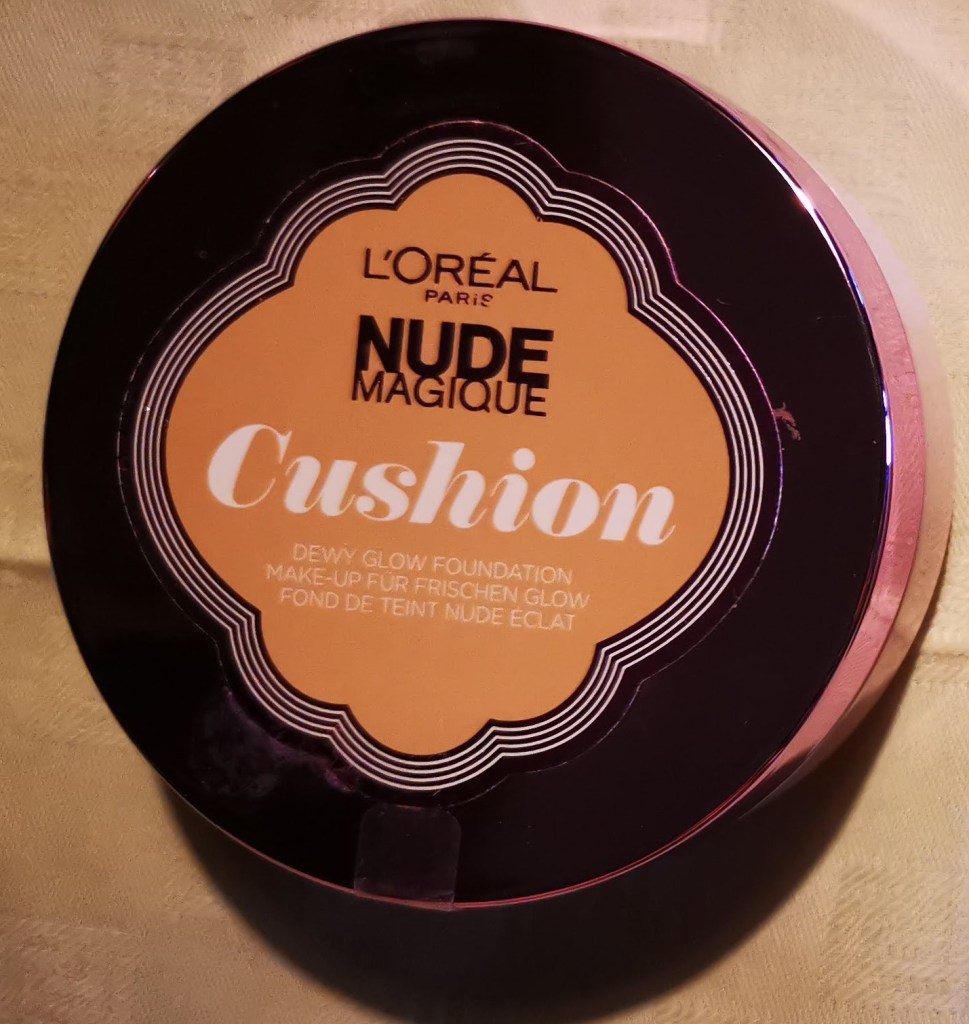 L'ORÉAL
PARIS
NUDE
MAGIQUE
Cushion
DEWY GLOW FOUNDATION
MAKE-UP FÜR FRISCHEN GLOW
FOND DE TEINT NUDE ÉCLAT